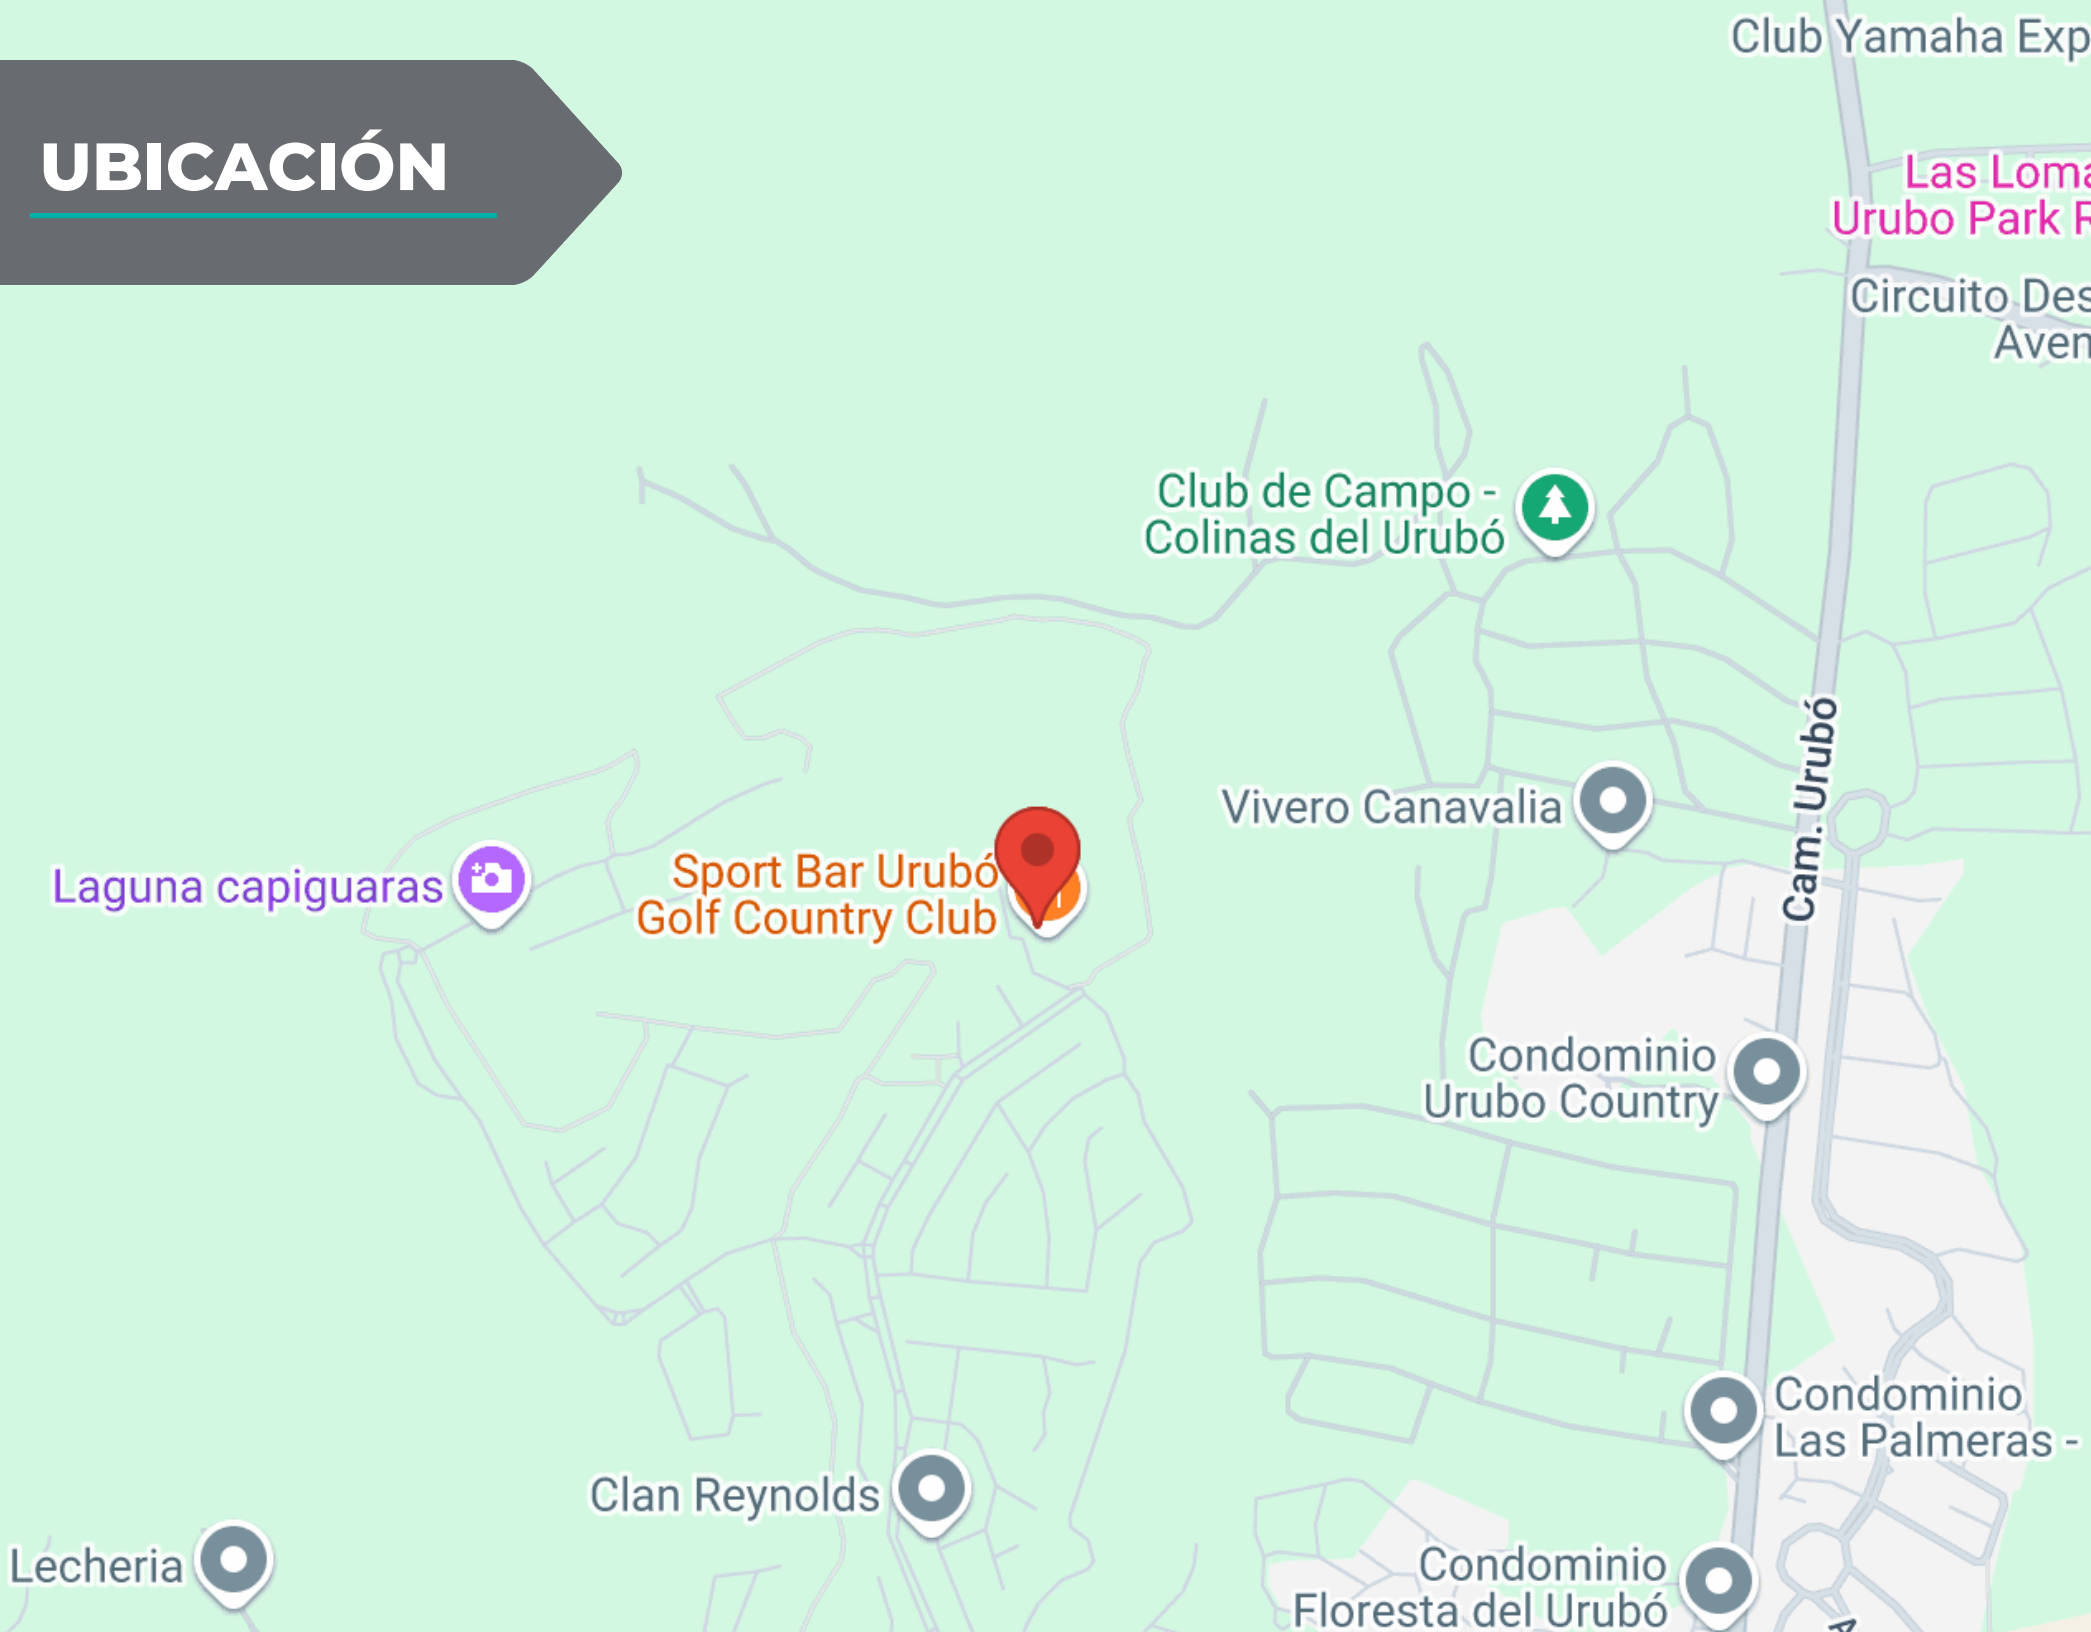 UBICACIÓN
Club Yamaha Exp
Las Loma
Urubo Park R
Circuito Des
Aven
Club de Campo -
Colinas del Urubó
Cam. Urubó
Vivero Canavalia
Laguna capiguaras
Sport Bar Urubó
Golf Country Club
Condominio
Urubo Country
Condominio
Las Palmeras -
Clan Reynolds
Lecheria
Condominio
Floresta del Urubó
A